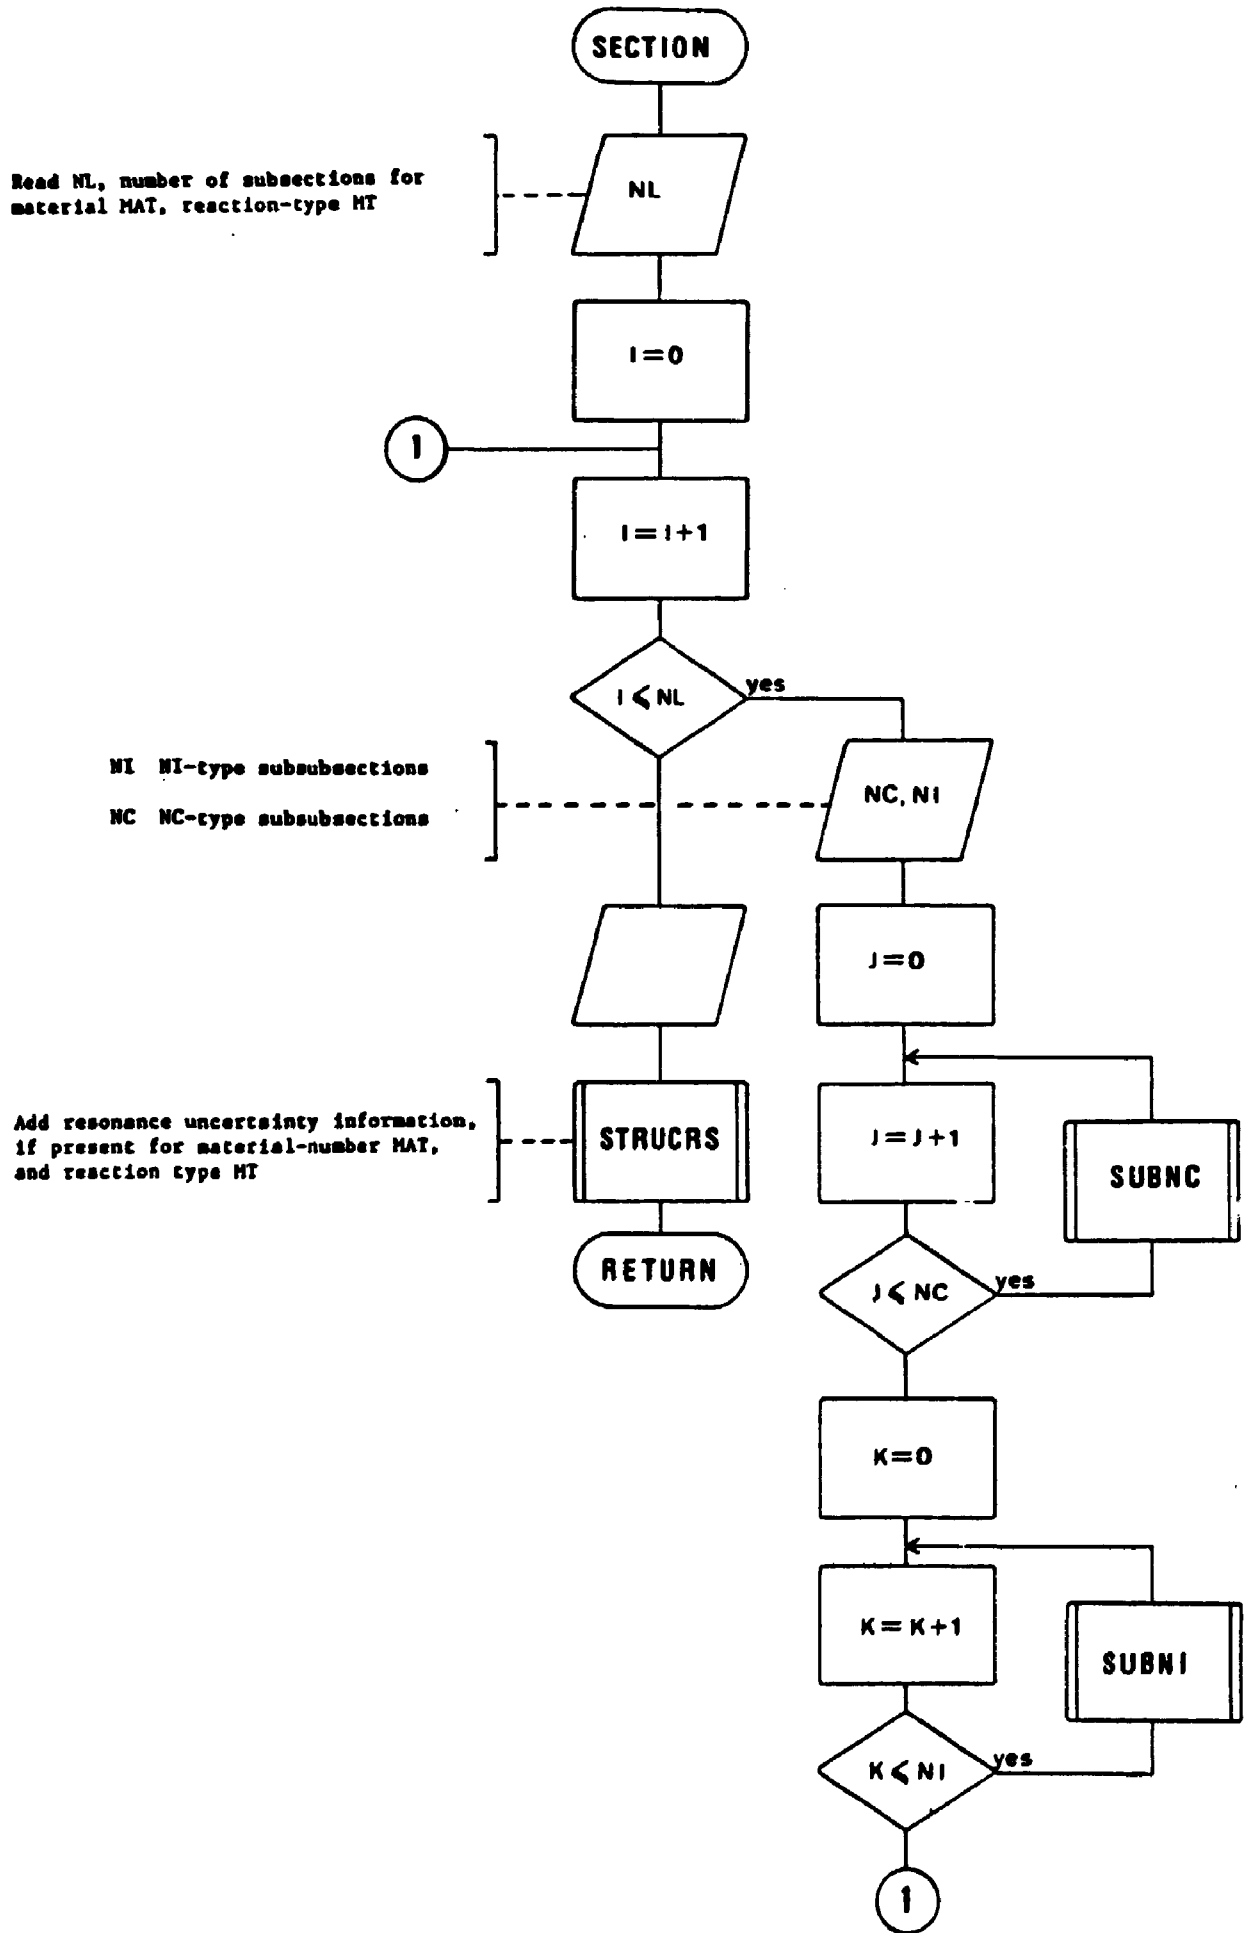 SECTION
Read NL, number of subsections for
material MAT, reaction-type MT
NL
I=0
1
I=I+1
I ⩽ NL
yes
NI NI-type subsubsections
NC NC-type subsubsections
NC, NI
J=0
Add resonance uncertainty information,
if present for material-number MAT,
and reaction type MT
STRUCRS
J=J+1
SUBNC
RETURN
J ⩽ NC
yes
K=0
K=K+1
SUBNI
K ⩽ NI
yes
1